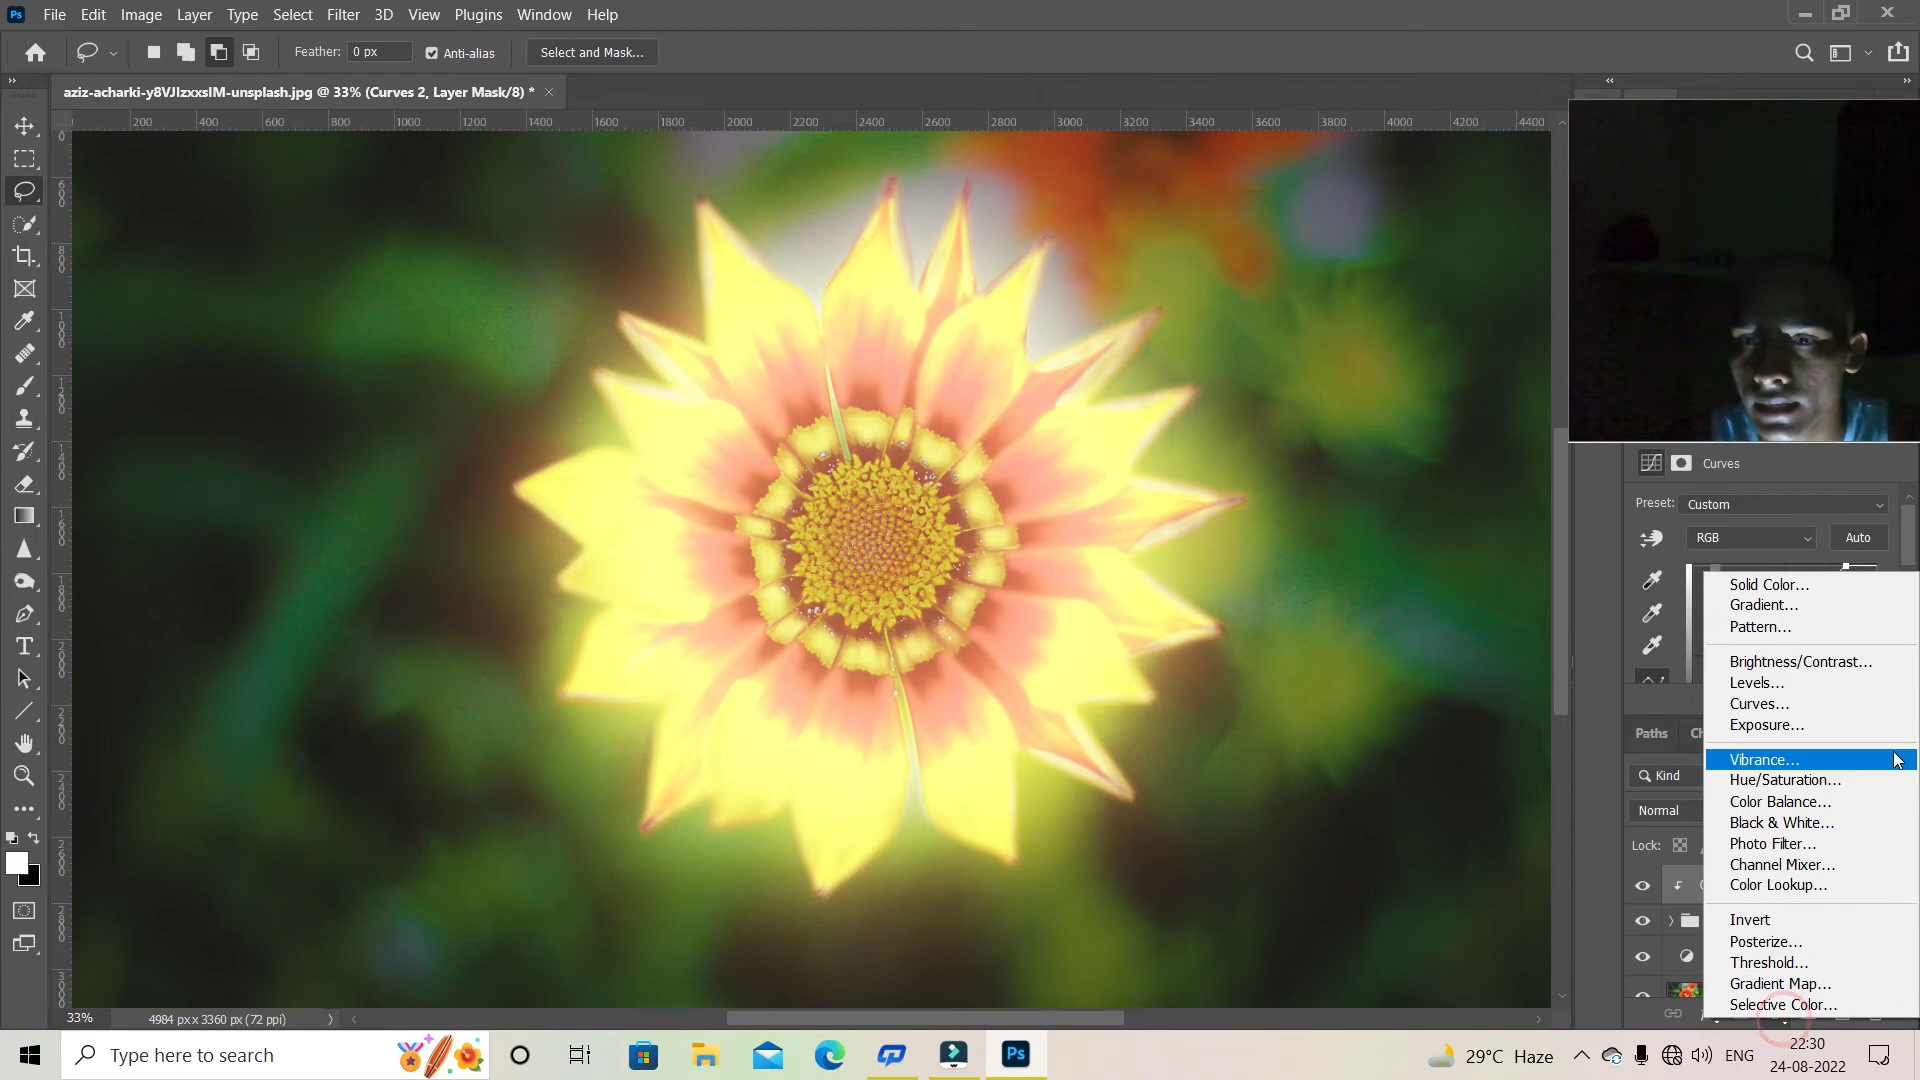 Ps File Edit Image Layer Type Select Filter 3D View Plugins Window Help
Feather: 0 px Anti-alias Select and Mask...
aziz-acharki-y8VJIzxxsIM-unsplash.jpg @ 33% (Curves 2, Layer Mask/8) *
200 400 600 800 1000 1200 1400 1600 1800 2000 2200 2400 2600 2800 3000 3200 3400 3600 3800 4000 4200 4400
Curves
Preset: Custom
RGB Auto
Solid Color...
Gradient...
Pattern...
Brightness/Contrast...
Levels...
Curves...
Exposure...
Vibrance...
Hue/Saturation...
Color Balance...
Black & White...
Photo Filter...
Channel Mixer...
Color Lookup...
Invert
Posterize...
Threshold...
Gradient Map...
Selective Color...
Paths
Kind
Normal
Lock:
33% 4984 px x 3360 px (72 ppi)
Type here to search
Ps
29°C Haze
ENG
22:30
24-08-2022